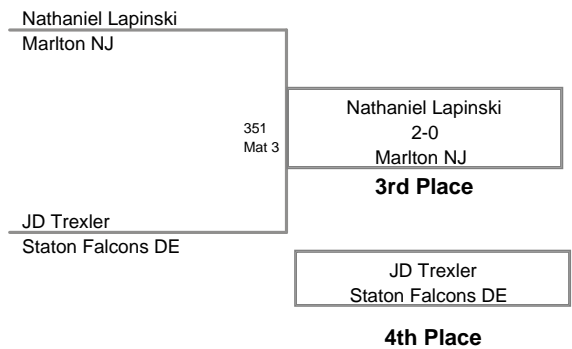 Nathaniel Lapinski
Marlton NJ
351
Mat 3
Nathaniel Lapinski
2-0
Marlton NJ
3rd Place
JD Trexler
Staton Falcons DE
JD Trexler
Staton Falcons DE
4th Place